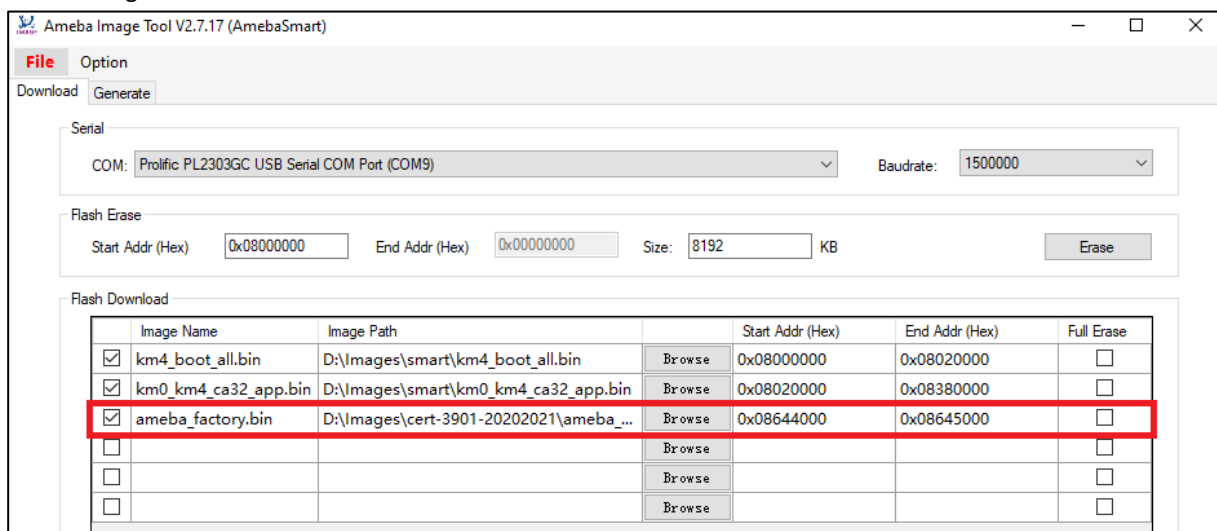 Ameba Image Tool V2.7.17 (AmebaSmart)
File Option
Download Generate
Serial
COM: Prolific PL2303GC USB Serial COM Port (COM9) Baudrate: 1500000
Flash Erase
Start Addr (Hex) 0x08000000 End Addr (Hex) 0x00000000 Size: 8192 KB Erase
Flash Download
Image Name Image Path Start Addr (Hex) End Addr (Hex) Full Erase
km4_boot_all.bin D:\Images\smart\km4_boot_all.bin Browse 0x08000000 0x08020000
km0_km4_ca32_app.bin D:\Images\smart\km0_km4_ca32_app.bin Browse 0x08020000 0x08380000
ameba_factory.bin D:\Images\cert-3901-20202021\ameba_... Browse 0x08644000 0x08645000
Browse
Browse
Browse